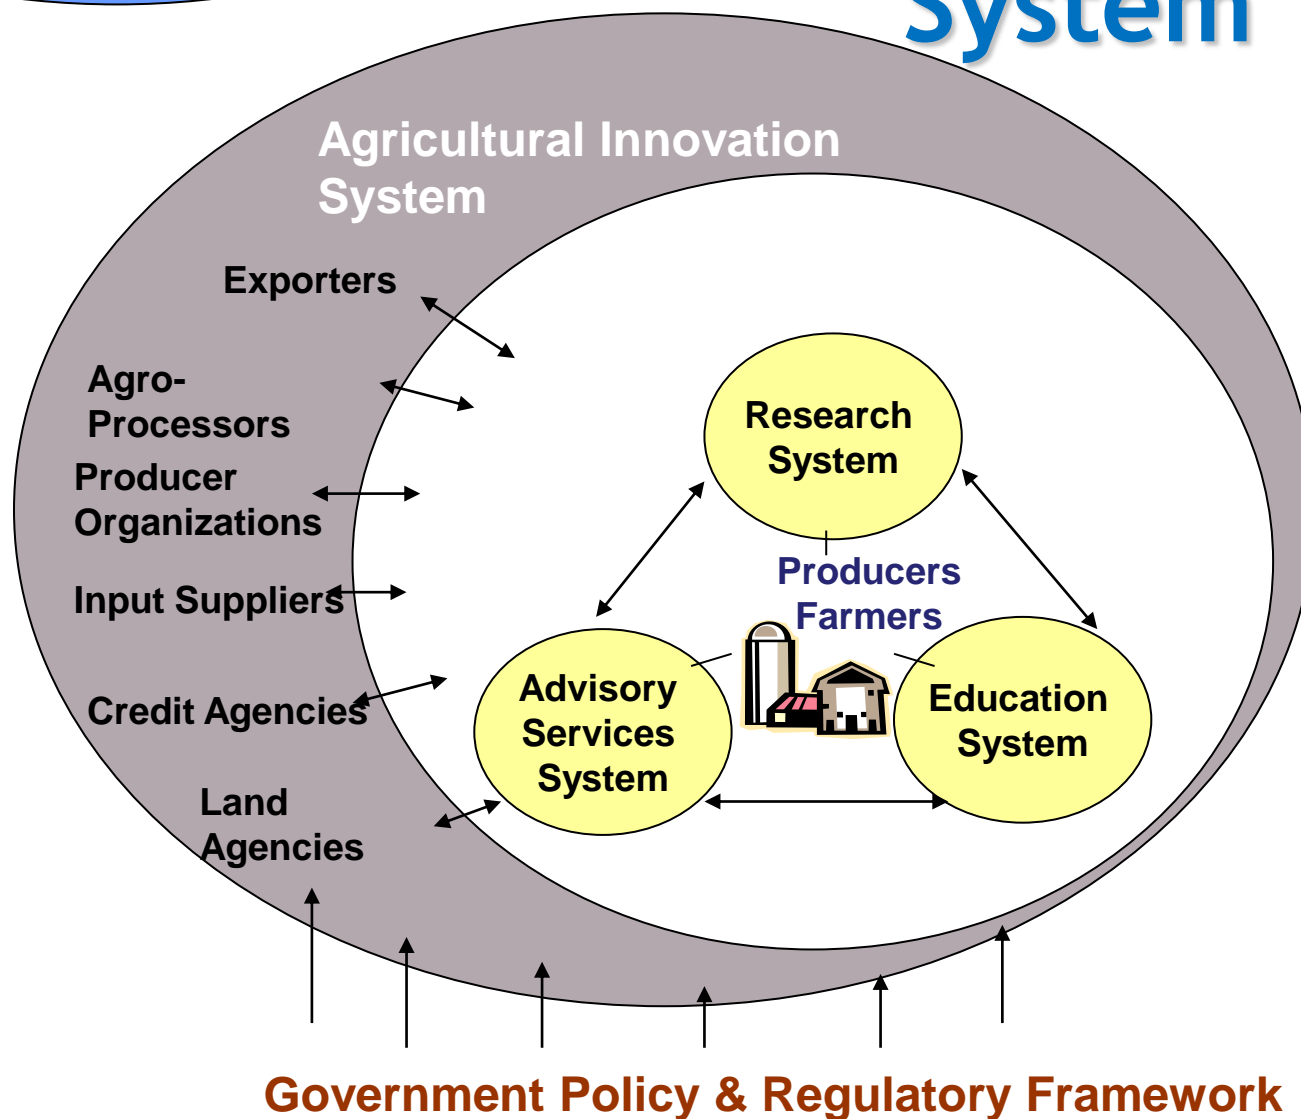 System
Agricultural Innovation
System
Exporters
Agro-
Processors
Producer
Organizations
Input Suppliers
Credit Agencies
Land
Agencies
Research
System
Producers
Farmers
Advisory
Services
System
Education
System
Government Policy & Regulatory Framework